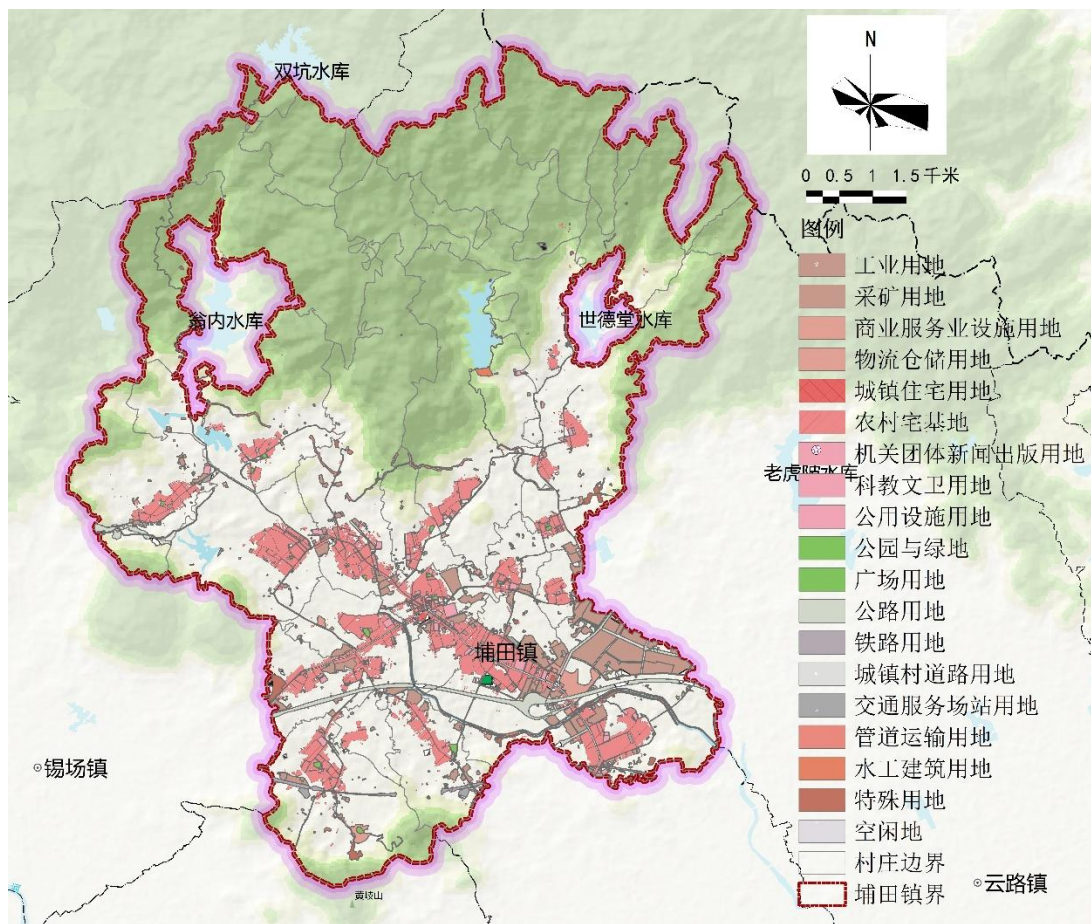 双坑水库
N
0 0.5 1 1.5千米
图例
翁内水库
世德堂水库
工业用地
采矿用地
商业服务业设施用地
物流仓储用地
城镇住宅用地
农村宅基地
机关团体新闻出版用地
老虎陂水库
科教文卫用地
公用设施用地
公园与绿地
广场用地
公路用地
铁路用地
埔田镇
城镇村道路用地
交通服务场站用地
管道运输用地
锡场镇
水工建筑用地
特殊用地
空闲地
村庄边界
埔田镇界
云路镇
黄岐山